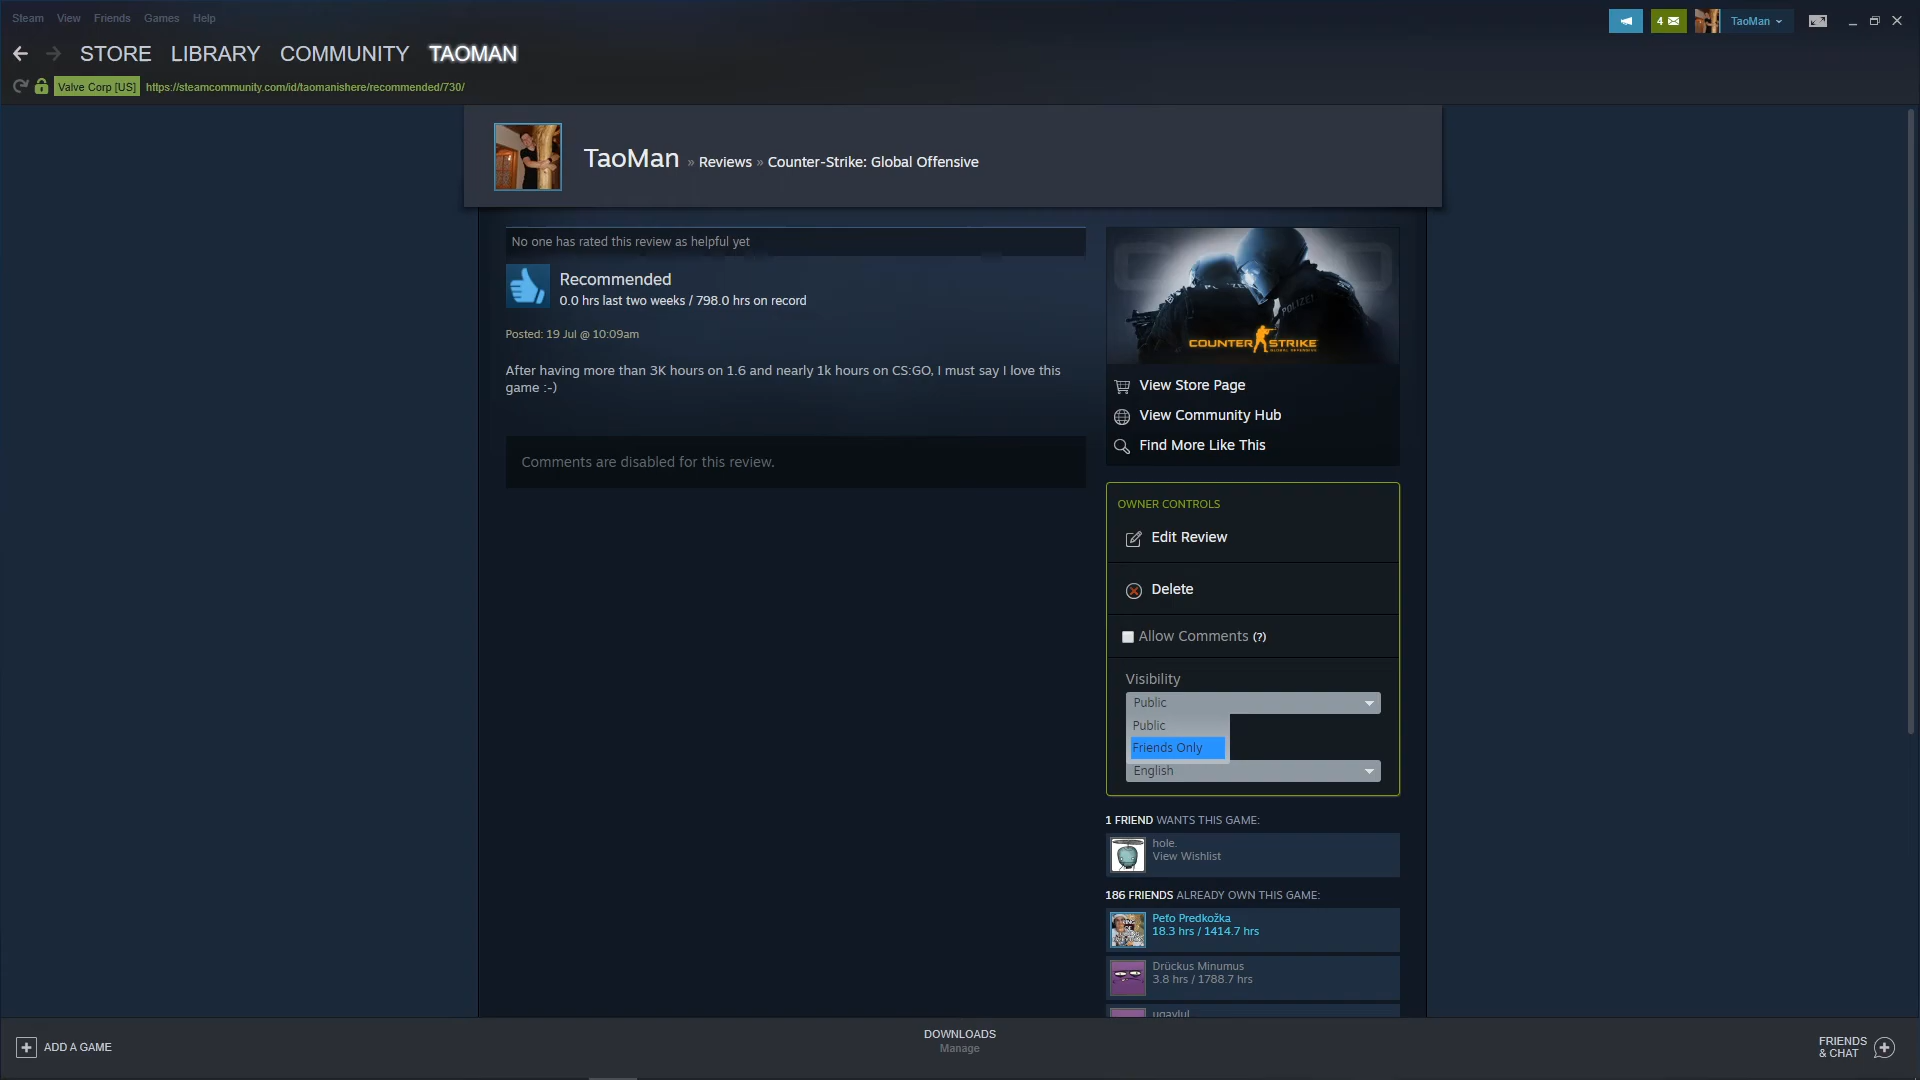 Steam View Friends Games Help
4 TaoMan
STORE LIBRARY COMMUNITY TAOMAN
Valve Corp [US] https://steamcommunity.com/id/taomanishere/recommended/730/
TaoMan » Reviews » Counter-Strike: Global Offensive
No one has rated this review as helpful yet
Recommended
0.0 hrs last two weeks / 798.0 hrs on record
Posted: 19 Jul @ 10:09am
After having more than 3K hours on 1.6 and nearly 1k hours on CS:GO, I must say I love this
game :-)
Comments are disabled for this review.
POLIZEI
COUNTER STRIKE
GLOBAL OFFENSIVE
View Store Page
View Community Hub
Find More Like This
OWNER CONTROLS
Edit Review
Delete
Allow Comments (?)
Visibility
Public
Public
Friends Only
English
1 FRIEND WANTS THIS GAME:
hole.
View Wishlist
186 FRIENDS ALREADY OWN THIS GAME:
Peťo Predkožka
18.3 hrs / 1414.7 hrs
Drückus Minumus
3.8 hrs / 1788.7 hrs
ADD A GAME
DOWNLOADS
Manage
FRIENDS
& CHAT